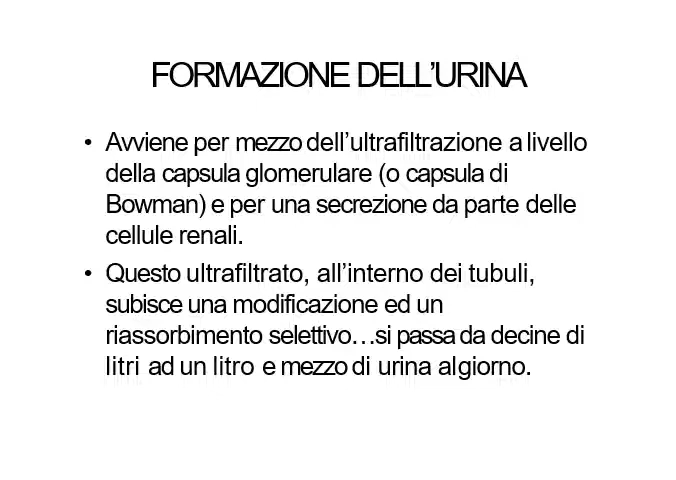 FORMAZIONE DELL’URINA
• Avviene per mezzo dell’ultrafiltrazione a livello
della capsula glomerulare (o capsula di
Bowman) e per una secrezione da parte delle
cellule renali.
• Questo ultrafiltrato, all’interno dei tubuli,
subisce una modificazione ed un
riassorbimento selettivo…si passa da decine di
litri ad un litro e mezzo di urina algiorno.